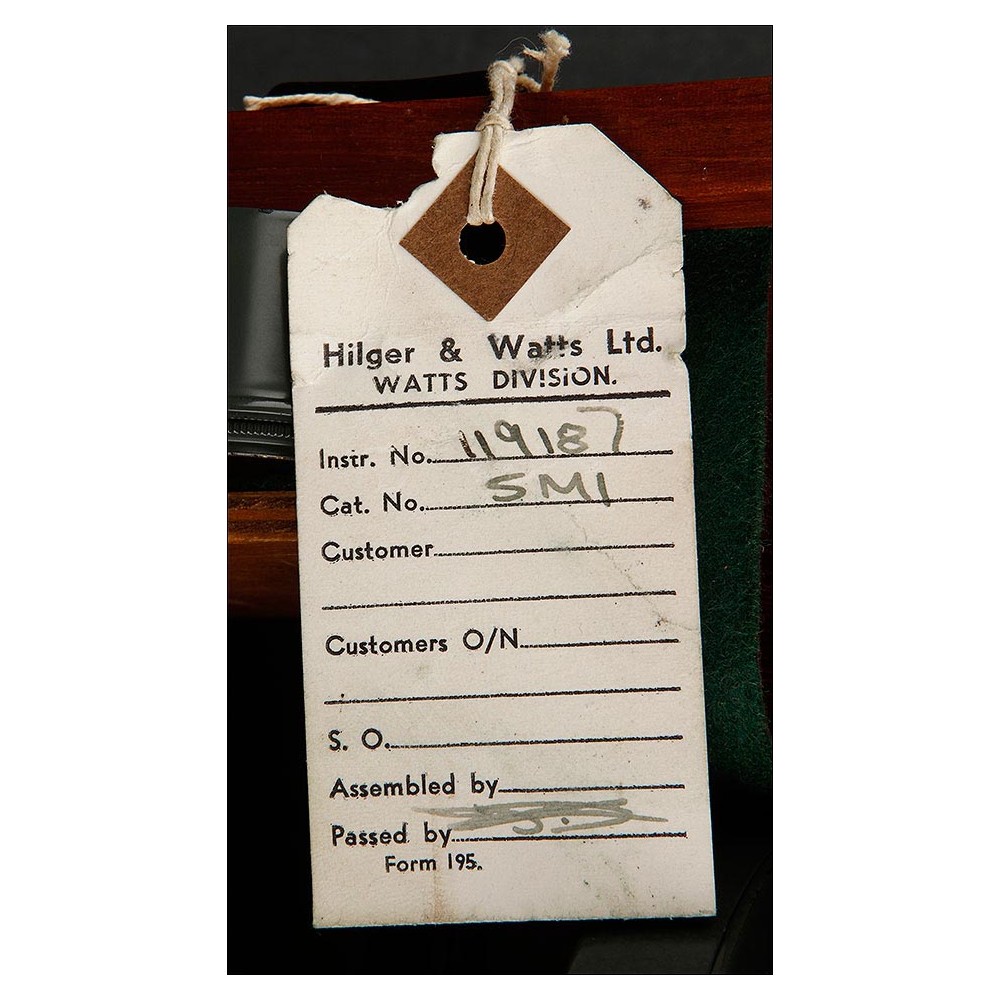 Hilger & Watts Ltd.
WATTS DIVISION.
Instr. No. 119187
Cat. No. SM1
Customer
Customers O/N
S. O.
Assembled by
Passed by
Form 195.